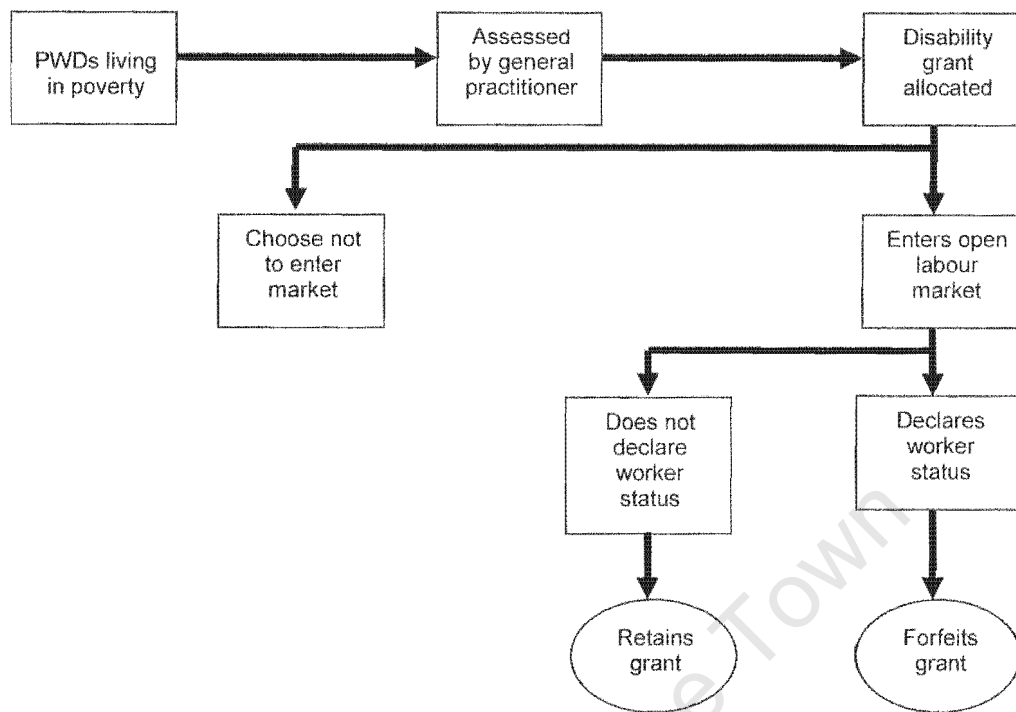 PWDs living
in poverty
Assessed
by general
practitioner
Disability
grant
allocated
Choose not
to enter
market
Enters open
labour
market
Does not
declare
worker
status
Declares
worker
status
Retains
grant
Forfeits
grant
Town